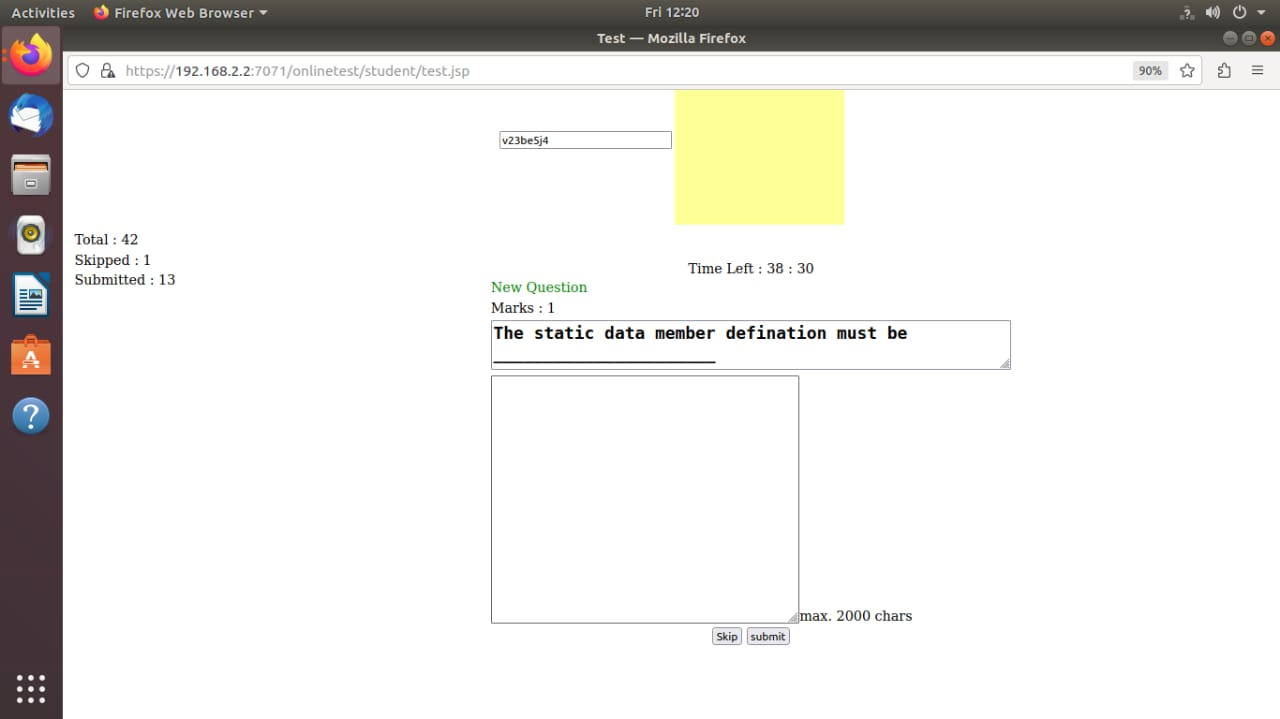 Activities
Firefox Web Browser
Fri 12:20
Test — Mozilla Firefox
https://192.168.2.2:7071/onlinetest/student/test.jsp
90%
v23be5j4
Total : 42
Skipped : 1
Submitted : 13
Time Left : 38 : 30
New Question
Marks : 1
The static data member defination must be
______________________
max. 2000 chars
Skip submit